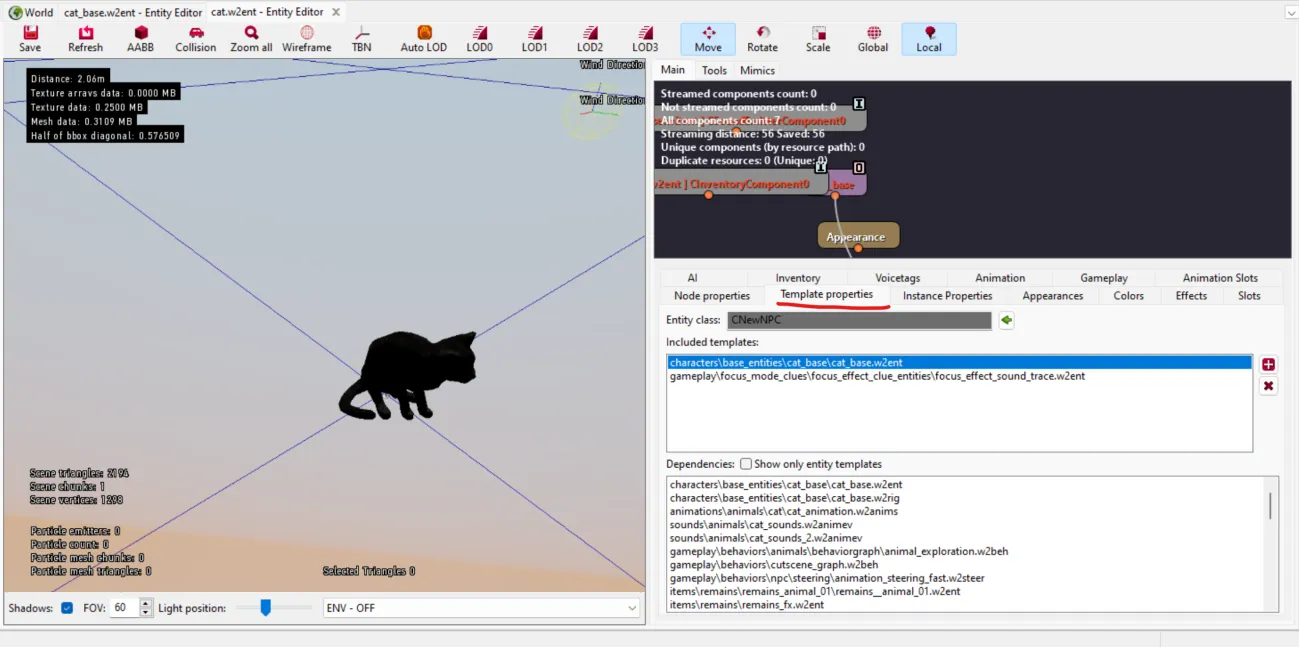 World cat_base.w2ent - Entity Editor cat.w2ent - Entity Editor
Save Refresh AABB Collision Zoom all Wireframe TBN Auto LOD LOD0 LOD1 LOD2 LOD3 Move Rotate Scale Global Local
Distance: 2.06m
Texture arrays data: 0.0000 MB
Texture data: 0.2500 MB
Mesh data: 0.3109 MB
Half of bbox diagonal: 0.576509
Wind Directio
Wind Directio
Scene triangles: 2194
Scene chunks: 1
Scene vertices: 1298
Particle emitters: 0
Particle count: 0
Particle mesh chunks: 0
Particle mesh triangles: 0
Selected Triangles 0
Shadows: FOV: 60 Light position: ENV - OFF
Main Tools Mimics
Streamed components count: 0
Not streamed components count: 0
All components count: 7
Streaming distance: 56 Saved: 56
Unique components (by resource path): 0
Duplicate resources: 0 (Unique: 0)
I
I O
w2ent ] CInventoryComponent0 base
Appearance
AI Inventory Voicetags Animation Gameplay Animation Slots
Node properties Template properties Instance Properties Appearances Colors Effects Slots
Entity class: CNewNPC
Included templates:
characters\base_entities\cat_base\cat_base.w2ent
gameplay\focus_mode_clues\focus_effect_clue_entities\focus_effect_sound_trace.w2ent
Dependencies: Show only entity templates
characters\base_entities\cat_base\cat_base.w2ent
characters\base_entities\cat_base\cat_base.w2rig
animations\animals\cat\cat_animation.w2anims
sounds\animals\cat_sounds.w2animev
sounds\animals\cat_sounds_2.w2animev
gameplay\behaviors\animals\behaviorgraph\animal_exploration.w2beh
gameplay\behaviors\cutscene_graph.w2beh
gameplay\behaviors\npc\steering\animation_steering_fast.w2steer
items\remains\remains_animal_01\remains__animal_01.w2ent
items\remains\remains_fx.w2ent